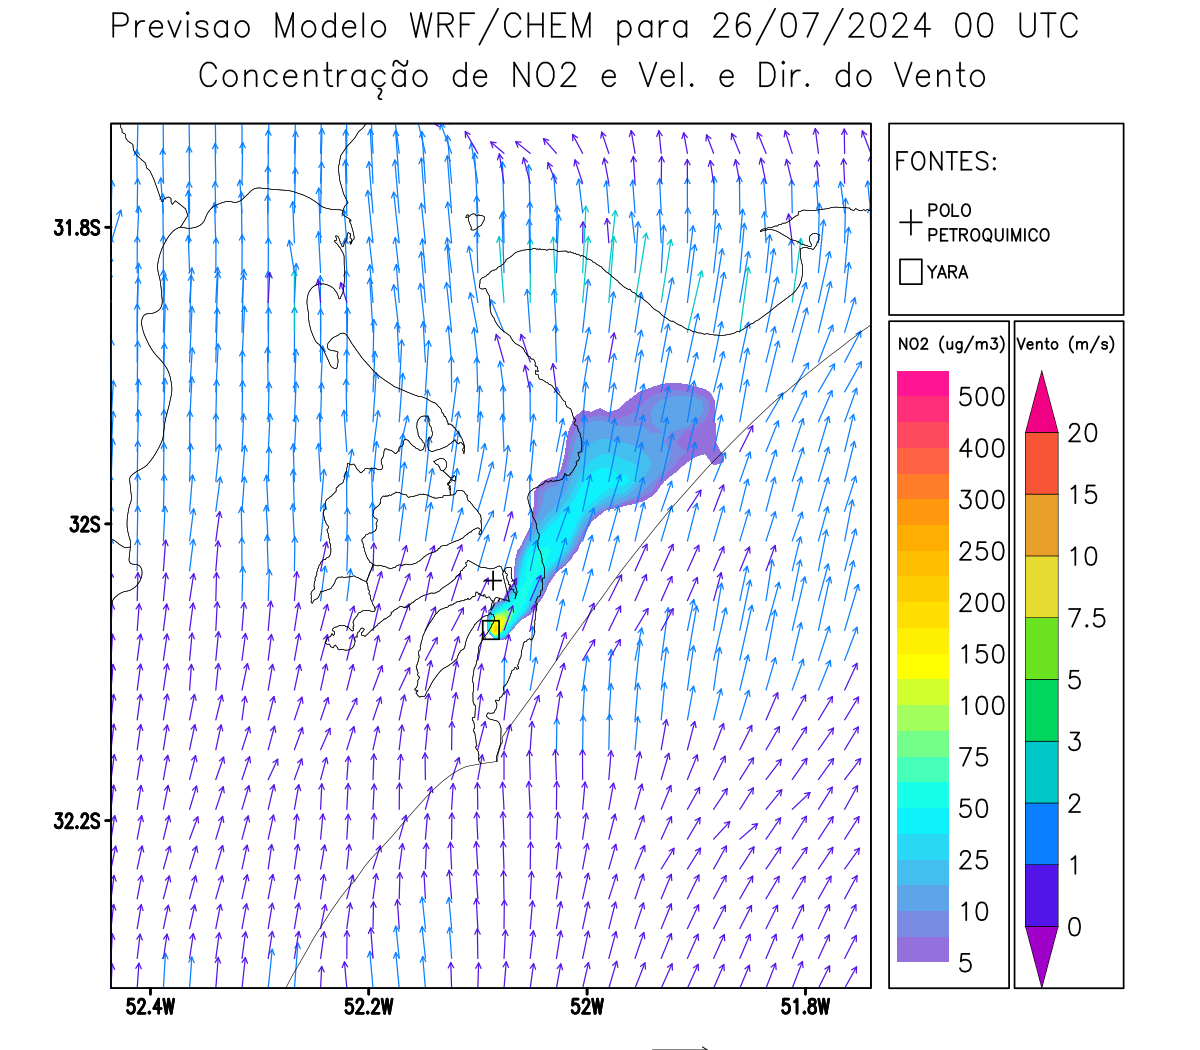 Previsao Modelo WRF/CHEM para 26/07/2024 00 UTC
Concentração de NO2 e Vel. e Dir. do Vento
FONTES:
POLO
PETROQUIMICO
YARA
NO2 (ug/m3)
500
400
300
250
200
150
100
75
50
25
10
5
Vento (m/s)
20
15
10
7.5
5
3
2
1
0
31.8S
32S
32.2S
52.4W
52.2W
52W
51.8W